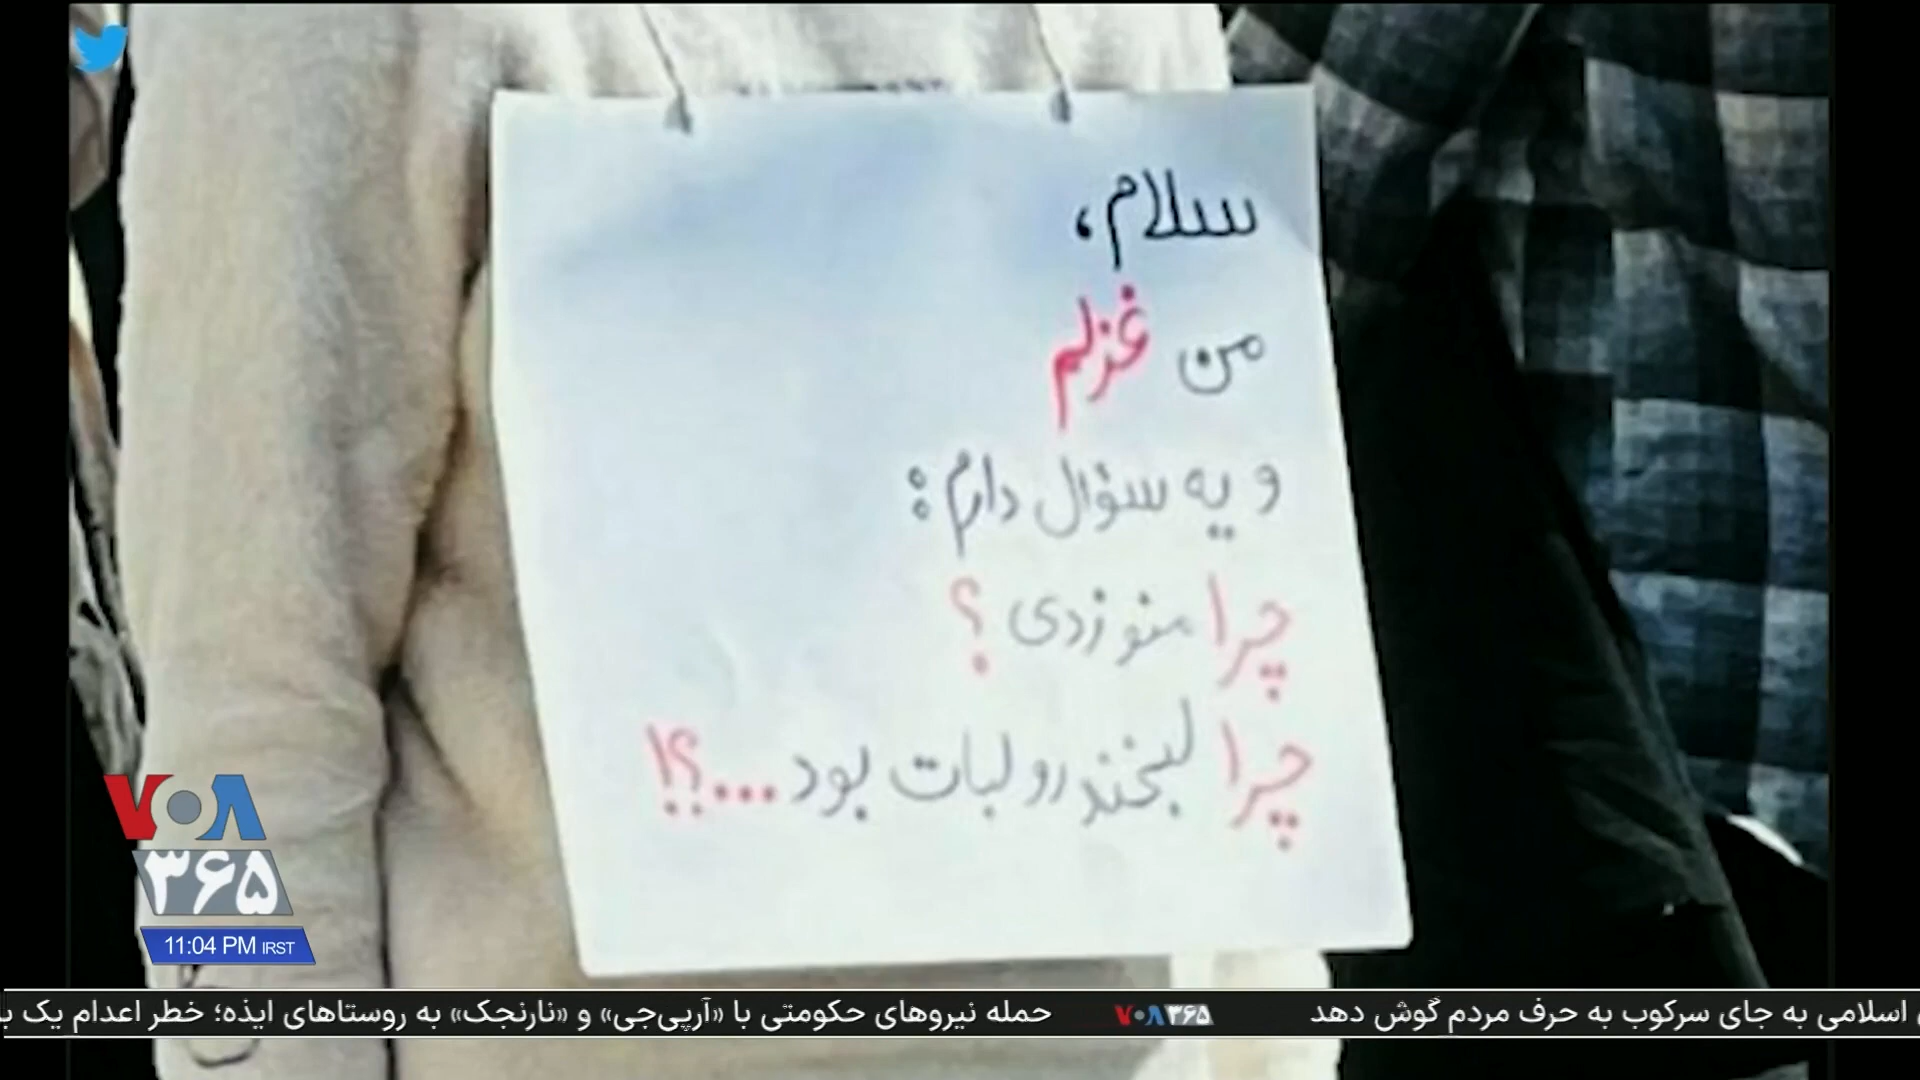 سلام،
من غزلم
و یه سؤال دارم:
چرا منو زدی؟
چرا لبخند رو لبات بود...؟!
VOA
۳۶۵
11:04 PM IRST
اسلامی به جای سرکوب به حرف مردم گوش دهد VOA۳۶۵ حمله نیروهای حکومتی با «آرپی‌جی» و «نارنجک» به روستاهای ایذه؛ خطر اعدام یک